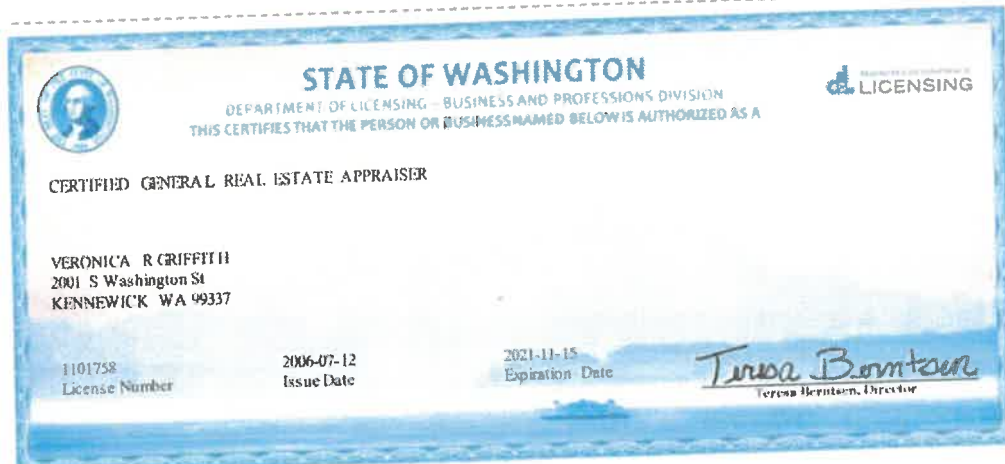 STATE OF WASHINGTON
DEPARTMENT OF LICENSING – BUSINESS AND PROFESSIONS DIVISION
THIS CERTIFIES THAT THE PERSON OR BUSINESS NAMED BELOW IS AUTHORIZED AS A
LICENSING
CERTIFIED GENERAL REAL ESTATE APPRAISER
VERONICA R GRIFFITH
2001 S Washington St
KENNEWICK WA 99337
1101758
License Number
2006-07-12
Issue Date
2021-11-15
Expiration Date
Teresa Berntsen
Teresa Berntsen, Director